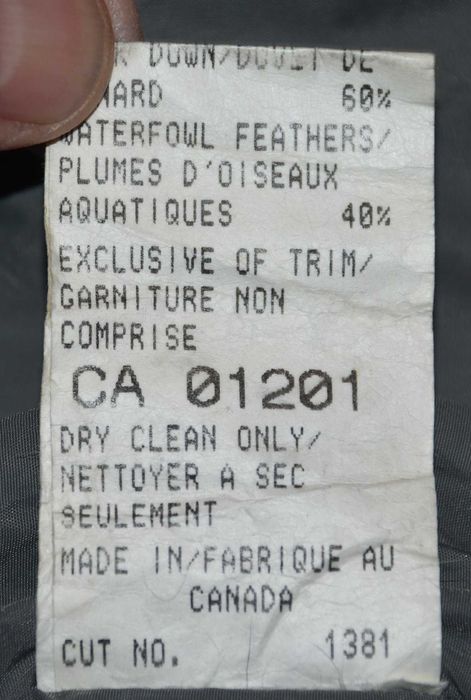 DOWN/DUVET DE
60%
WATERFOWL FEATHERS/
PLUMES D'OISEAUX
AQUATIQUES 40%
EXCLUSIVE OF TRIM/
GARNITURE NON
COMPRISE
CA 01201
DRY CLEAN ONLY/
NETTOYER A SEC
SEULEMENT
MADE IN/FABRIQUE AU
CANADA
CUT NO. 1381